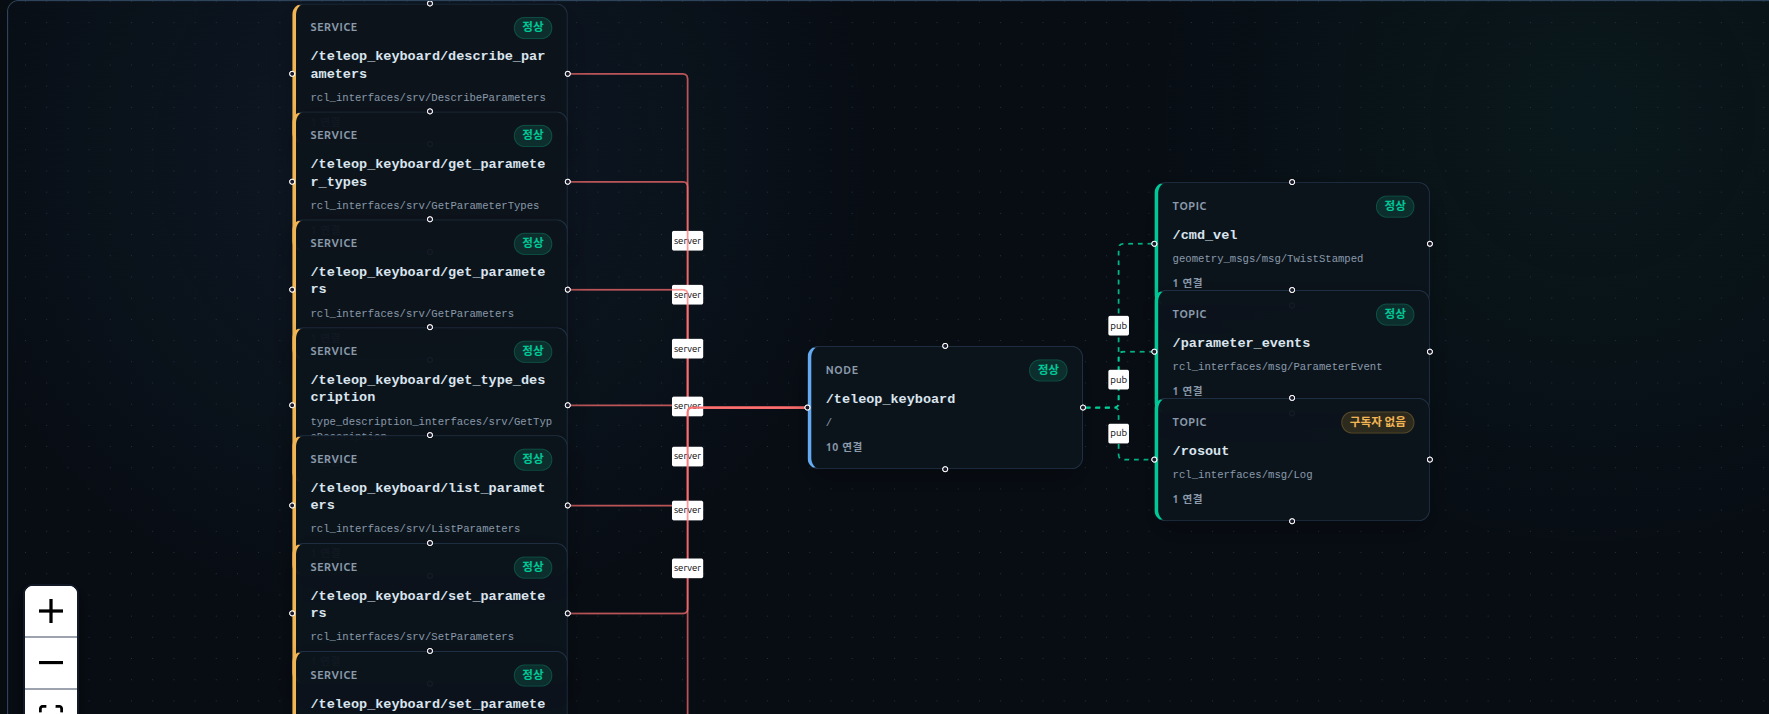 SERVICE 정상
/teleop_keyboard/describe_par
ameters
rcl_interfaces/srv/DescribeParameters
SERVICE 정상
/teleop_keyboard/get_paramete
r_types
rcl_interfaces/srv/GetParameterTypes
SERVICE 정상
/teleop_keyboard/get_paramete
rs
rcl_interfaces/srv/GetParameters
SERVICE 정상
/teleop_keyboard/get_type_des
cription
type_description_interfaces/srv/GetTyp
SERVICE 정상
/teleop_keyboard/list_paramet
ers
rcl_interfaces/srv/ListParameters
SERVICE 정상
/teleop_keyboard/set_paramete
rs
rcl_interfaces/srv/SetParameters
SERVICE 정상
/teleop_keyboard/set_paramete
server
server
server
server
server
server
server
NODE 정상
/teleop_keyboard
/
10 연결
pub
pub
pub
TOPIC 정상
/cmd_vel
geometry_msgs/msg/TwistStamped
1 연결
TOPIC 정상
/parameter_events
rcl_interfaces/msg/ParameterEvent
1 연결
TOPIC 구독자 없음
/rosout
rcl_interfaces/msg/Log
1 연결